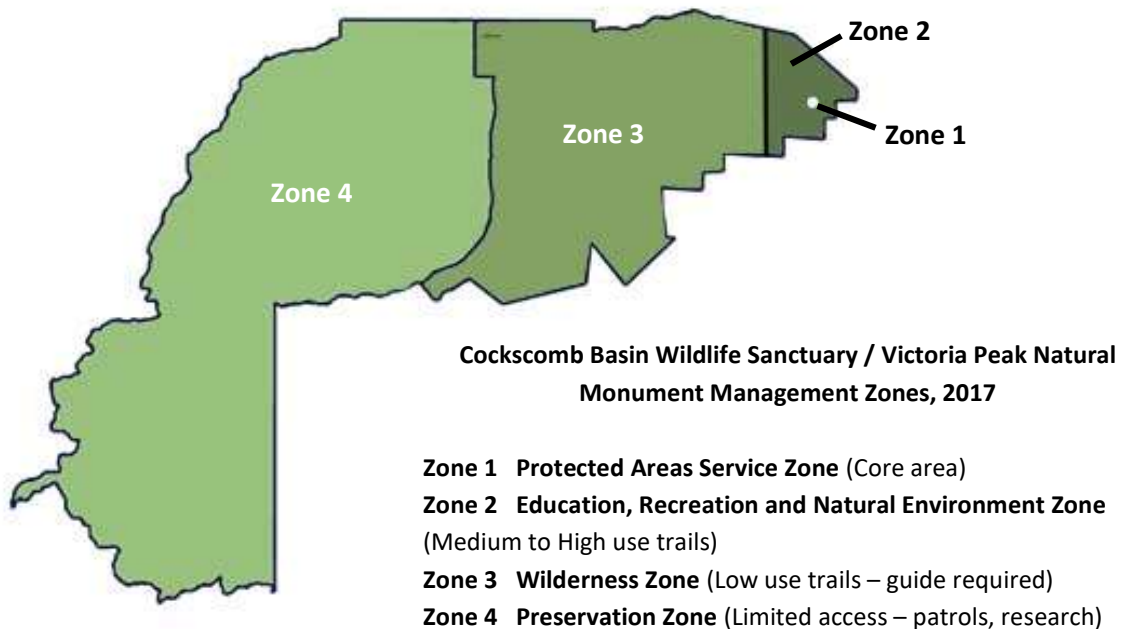 Zone 2
Zone 3
Zone 1
Zone 4
Cockscomb Basin Wildlife Sanctuary / Victoria Peak Natural
Monument Management Zones, 2017
Zone 1 Protected Areas Service Zone (Core area)
Zone 2 Education, Recreation and Natural Environment Zone
(Medium to High use trails)
Zone 3 Wilderness Zone (Low use trails – guide required)
Zone 4 Preservation Zone (Limited access – patrols, research)